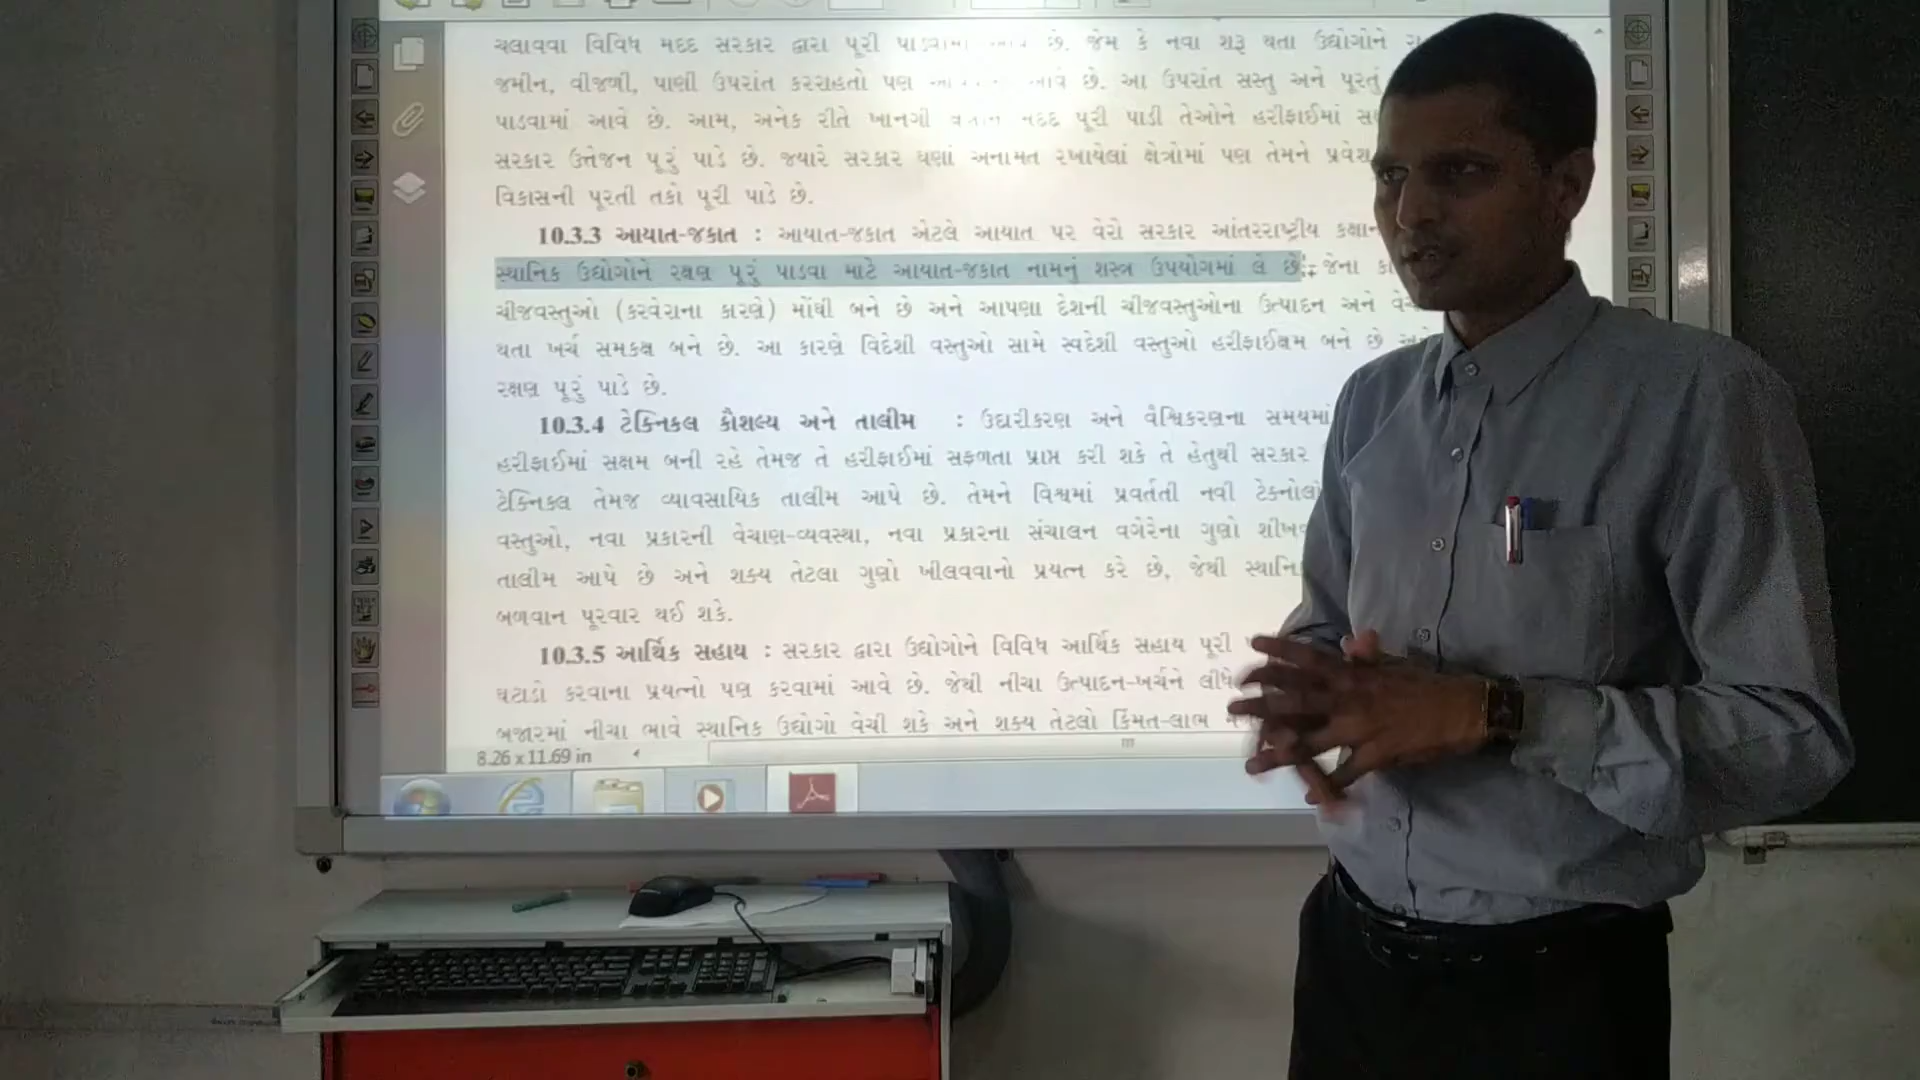 ચલાવવા વિવિધ મદદ સરકાર દ્વારા પૂરી પાડવામાં આવે છે. જેમ કે નવા શરૂ થતા ઉદ્યોગોને
જમીન, વીજળી, પાણી ઉપરાંત કરરાહતો પણ આવે છે. આ ઉપરાંત સસ્તુ અને પૂરતું
પાડવામાં આવે છે. આમ, અનેક રીતે ખાનગી મદદ પૂરી પાડી તેઓને હરીફાઈમાં
સરકાર ઉત્તેજન પૂરું પાડે છે. જ્યારે સરકાર ઘણાં અનામત રખાયેલાં ક્ષેત્રોમાં પણ તેમને પ્રવેશ
વિકાસની પૂરતી તકો પૂરી પાડે છે.
10.3.3 આયાત-જકાત : આયાત-જકાત એટલે આયાત પર વેરો સરકાર આંતરરાષ્ટ્રીય
સ્થાનિક ઉદ્યોગોને રક્ષણ પૂરું પાડવા માટે આયાત-જકાત નામનું શસ્ત્ર ઉપયોગમાં લે છે. જેના
ચીજવસ્તુઓ (કરવેરાના કારણે) મોંઘી બને છે અને આપણા દેશની ચીજવસ્તુઓના ઉત્પાદન અને
થતા ખર્ચ સમકક્ષ બને છે. આ કારણે વિદેશી વસ્તુઓ સામે સ્વદેશી વસ્તુઓ હરીફાઈક્ષમ બને છે
રક્ષણ પૂરું પાડે છે.
10.3.4 ટેક્નિકલ કૌશલ્ય અને તાલીમ : ઉદારીકરણ અને વૈશ્વિકરણના સમયમાં
હરીફાઈમાં સક્ષમ બની રહે તેમજ તે હરીફાઈમાં સફળતા પ્રાપ્ત કરી શકે તે હેતુથી સરકાર
ટેક્નિકલ તેમજ વ્યાવસાયિક તાલીમ આપે છે. તેમને વિશ્વમાં પ્રવર્તતી નવી
વસ્તુઓ, નવા પ્રકારની વેચાણ-વ્યવસ્થા, નવા પ્રકારના સંચાલન વગેરેના ગુણો
તાલીમ આપે છે અને શક્ય તેટલા ગુણો ખીલવવાનો પ્રયત્ન કરે છે, જેથી
બળવાન પૂરવાર થઈ શકે.
10.3.5 આર્થિક સહાય : સરકાર દ્વારા ઉદ્યોગોને વિવિધ આર્થિક સહાય પૂરી
ઘટાડો કરવાના પ્રયત્નો પણ કરવામાં આવે છે. જેથી નીચા ઉત્પાદન-ખર્ચને લીધે
બજારમાં નીચા ભાવે સ્થાનિક ઉદ્યોગો વેચી શકે અને શક્ય તેટલો કિંમત-લાભ
8.26 x 11.69 in